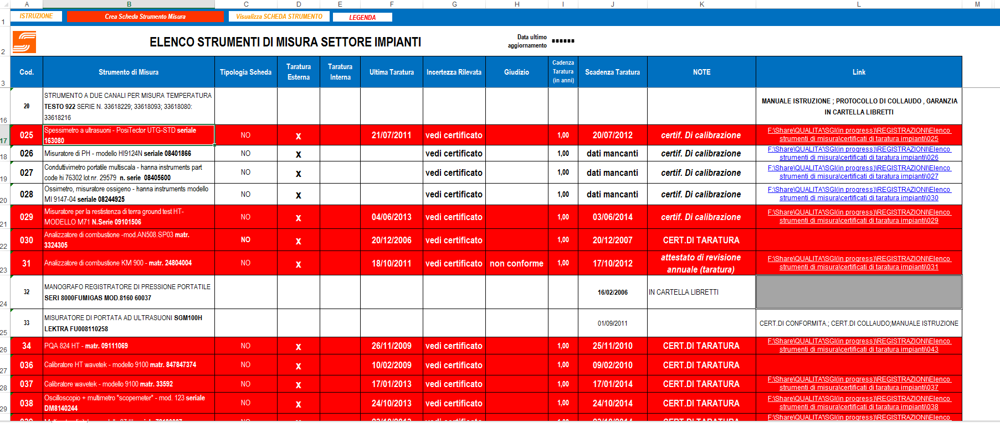 A B C D E F G H I J K L M
1 ISTRUZIONE Crea Scheda Strumento Misura Visualizza SCHEDA STRUMENTO LEGENDA
2 ELENCO STRUMENTI DI MISURA SETTORE IMPIANTI Data ultimo
aggiornamento ******
3 Cod. Strumento di Misura Tipologia Scheda Taratura
Esterna Taratura
Interna Ultima Taratura Incertezza Rilevata Giudizio Cadenza
Taratura
(in anni) Scadenza Taratura NOTE Link
16 20 STRUMENTO A DUE CANALI PER MISURA TEMPERATURA
TESTO 922 SERIE N. 33618229; 33618093; 33618080:
33618216
MANUALE ISTRUZIONE ; PROTOCOLLO DI COLLAUDO , GARANZIA
IN CARTELLA LIBRETTI
17 025 Spessimetro a ultrasuoni - PosiTector UTG-STD seriale
163080
NO x 21/07/2011 vedi certificato 1,00 20/07/2012 certif. Di calibrazione
F:\Share\QUALITA'\SGI(in progress)\REGISTRAZIONI\Elenco
strumenti di misura\certificati di taratura impianti\025
18 026 Misuratore di PH - modello HI9124N seriale 08401866
NO x vedi certificato 1,00 dati mancanti certif. Di calibrazione
F:\Share\QUALITA'\SGI(in progress)\REGISTRAZIONI\Elenco
strumenti di misura\certificati di taratura impianti\026
19 027 Conduttivimetro portatile multiscala - hanna instruments part
code hi 76302 lot nr. 29579 n. serie 08405600
NO x vedi certificato 1,00 dati mancanti certif. Di calibrazione
F:\Share\QUALITA'\SGI(in progress)\REGISTRAZIONI\Elenco
strumenti di misura\certificati di taratura impianti\027
20 028 Ossimetro, misuratore ossigeno - hanna instruments modello
MI 9147-04 seriale 08244925
NO x vedi certificato 1,00 dati mancanti certif. Di calibrazione
F:\Share\QUALITA'\SGI(in progress)\REGISTRAZIONI\Elenco
strumenti di misura\certificati di taratura impianti\030
21 029 Misuratore per la restistenza di terra ground test HT-
MODELLO M71 N.Serie 09101506
NO x 04/06/2013 vedi certificato 1,00 03/06/2014 certif. Di calibrazione
F:\Share\QUALITA'\SGI(in progress)\REGISTRAZIONI\Elenco
strumenti di misura\certificati di taratura impianti\029
22 030 Analizzatore di combustione -mod.AN508.SP03 matr.
3324305
NO x 20/12/2006 vedi certificato 1,00 20/12/2007 CERT.DI TARATURA
23 31 Analizzatore di combustione KM 900 - matr. 24804004
NO x 18/10/2011 vedi certificato non conforme 1,00 17/10/2012 attestato di revisione
annuale (taratura)
F:\Share\QUALITA'\SGI(in progress)\REGISTRAZIONI\Elenco
strumenti di misura\certificati di taratura impianti\031
24 32 MANOGRAFO REGISTRATORE DI PRESSIONE PORTATILE
SERI 8000FUMIGAS MOD.8160 60037
16/02/2006 IN CARTELLA LIBRETTI
25 33 MISURATORE DI PORTATA AD ULTRASUONI SGM100H
LEKTRA FU008110258
01/09/2011 CERT.DI CONFORMITA.; CERT.DI COLLAUDO;MANUALE ISTRUZIONE
26 34 PQA 824 HT - matr. 09111069
NO x 26/11/2009 vedi certificato 1,00 25/11/2010 CERT.DI TARATURA
F:\Share\QUALITA'\SGI(in progress)\REGISTRAZIONI\Elenco
strumenti di misura\certificati di taratura impianti\043
27 036 Calibratore HT wavetek - modello 9100 matr. 847847374
NO x 10/02/2009 vedi certificato 1,00 09/02/2010 CERT.DI TARATURA
28 037 Calibratore wavetek - modello 9100 matr. 33592
NO x 17/01/2013 vedi certificato 1,00 17/01/2014 CERT.DI TARATURA
F:\Share\QUALITA'\SGI(in progress)\REGISTRAZIONI\Elenco
strumenti di misura\certificati di taratura impianti\037
29 038 Oscilloscopio + multimetro "scopemeter" - mod. 123 seriale
DM8140244
NO x 24/10/2013 vedi certificato 1,00 24/10/2014 CERT.DI TARATURA
F:\Share\QUALITA'\SGI(in progress)\REGISTRAZIONI\Elenco
strumenti di misura\certificati di taratura impianti\038
F:\Share\QUALITA'\SGI(in progress)\REGISTRAZIONI\Elenco